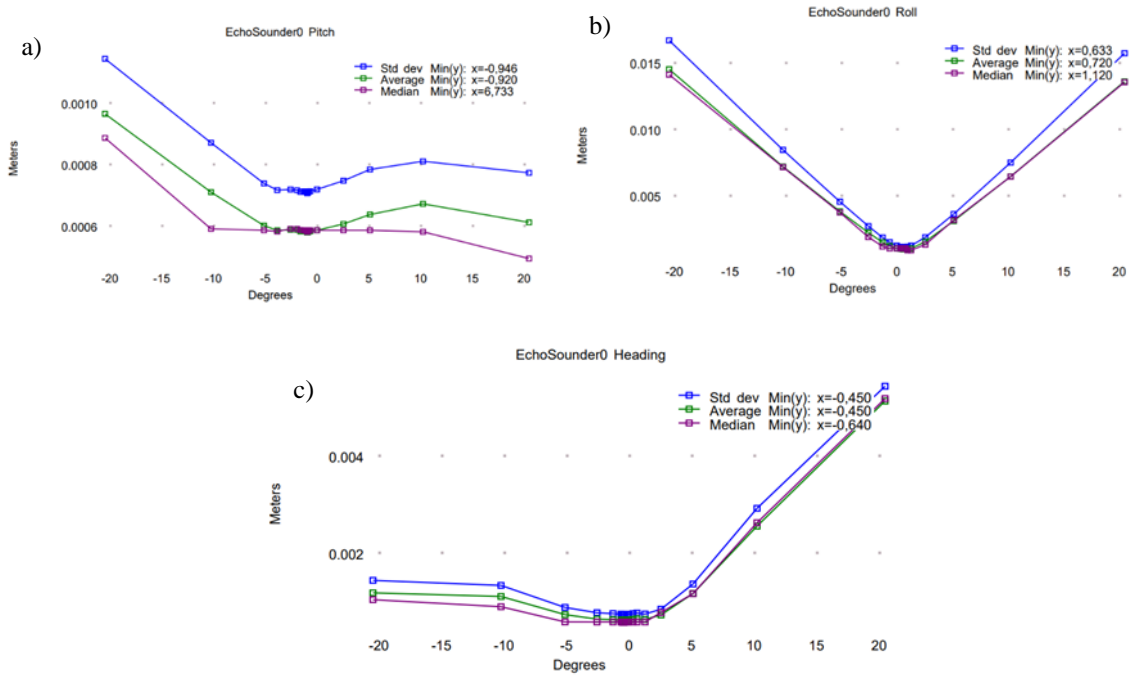 a)
EchoSounder0 Pitch
Std dev Min(y): x=-0,946
Average Min(y): x=-0,920
Median Min(y): x=6,733
0.0010
0.0008
0.0006
Meters
-20 -15 -10 -5 0 5 10 15 20
Degrees
b)
EchoSounder0 Roll
Std dev Min(y): x=0,633
Average Min(y): x=0,720
Median Min(y): x=1,120
0.015
0.010
0.005
Meters
-20 -15 -10 -5 0 5 10 15 20
Degrees
c)
EchoSounder0 Heading
Std dev Min(y): x=-0,450
Average Min(y): x=-0,450
Median Min(y): x=-0,640
0.004
0.002
Meters
-20 -15 -10 -5 0 5 10 15 20
Degrees